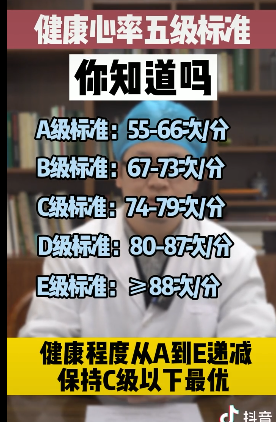 健康心率五级标准
你知道吗
A级标准：55-66次/分
B级标准：67-73次/分
C级标准：74-79次/分
D级标准：80-87次/分
E级标准：≥88次/分
健康程度从A到E递减
保持C级以下最优
抖音